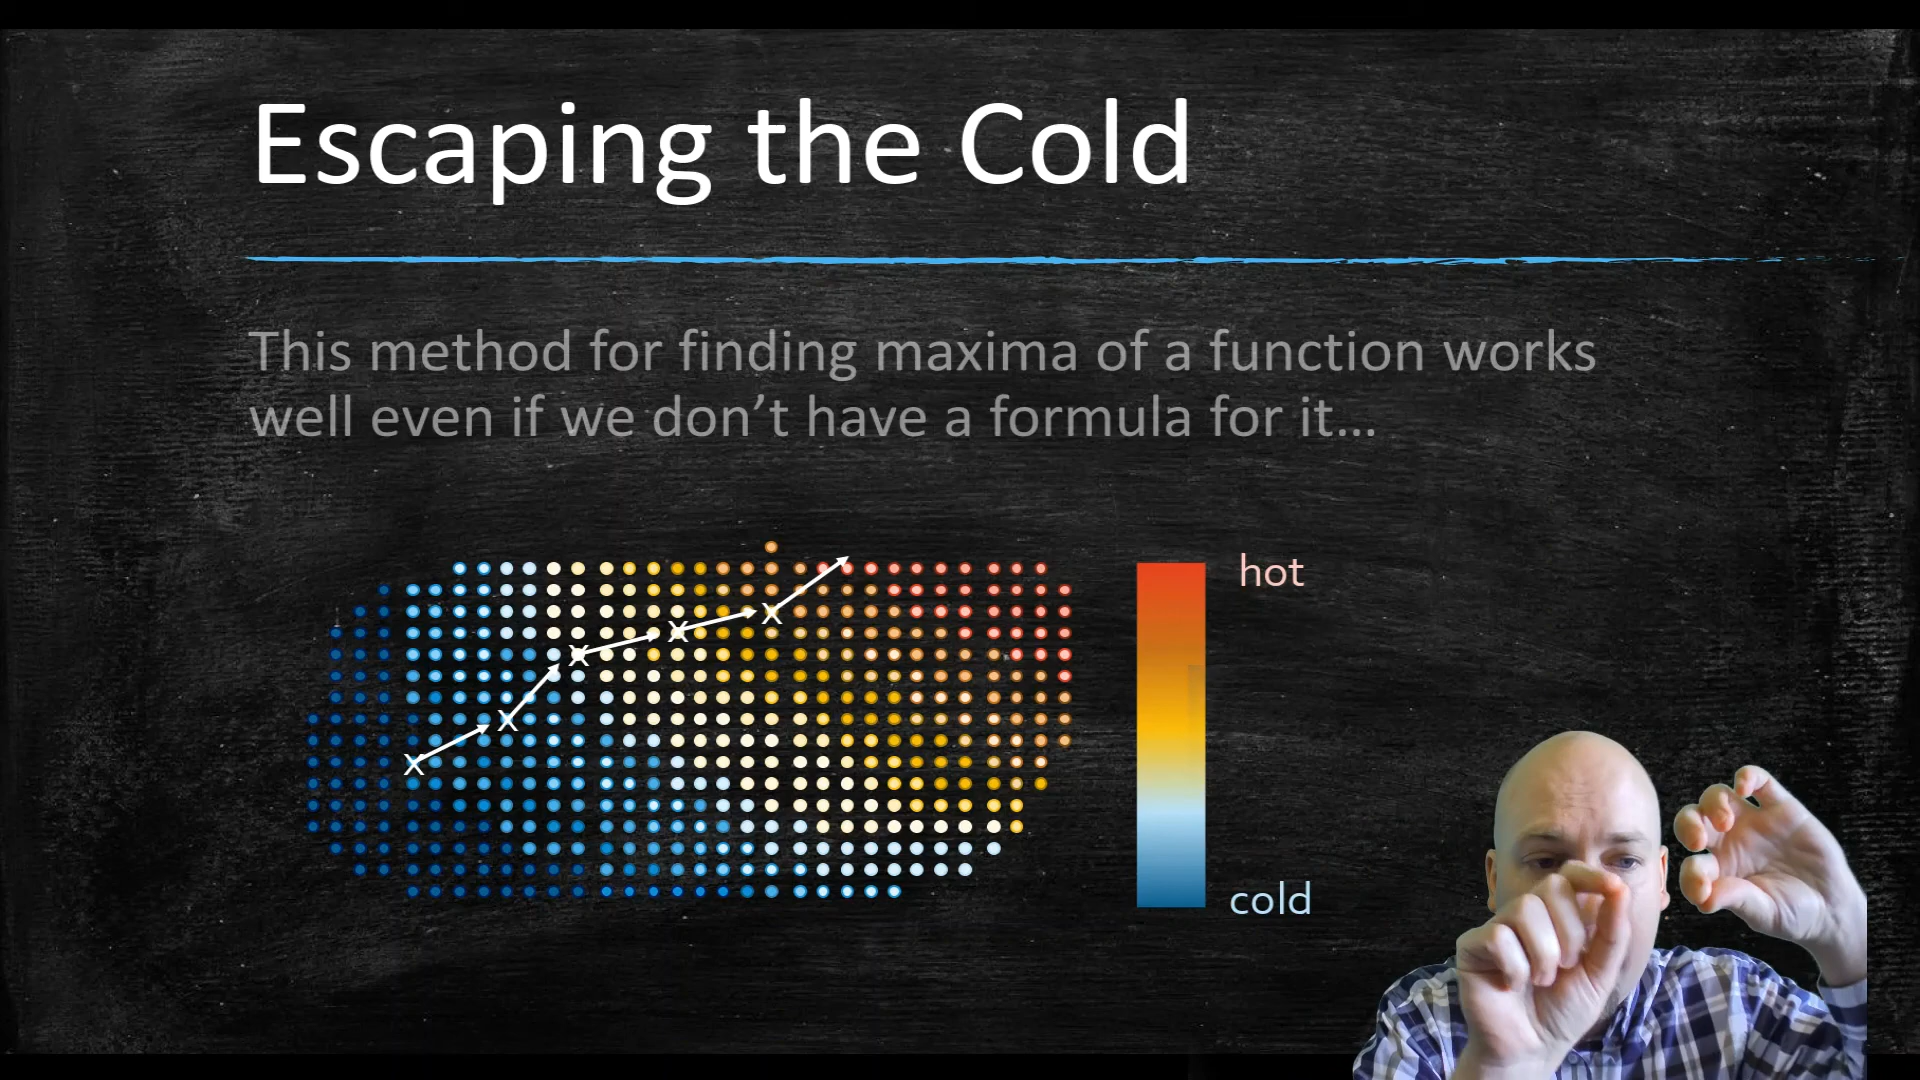 Escaping the Cold
This method for finding maxima of a function works
well even if we don’t have a formula for it...
hot
X
X
X
X
X
cold